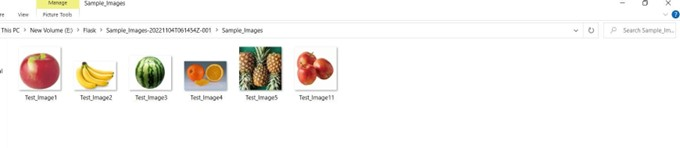 Manage
Sample_Images
View
Picture Tools
This PC > New Volume (E:) > Flask > Sample_Images-20221104T061454Z-001 > Sample_Images
Search Sample_Im...
Test_Image1
Test_Image2
Test_Image3
Test_Image4
Test_Image5
Test_Image11